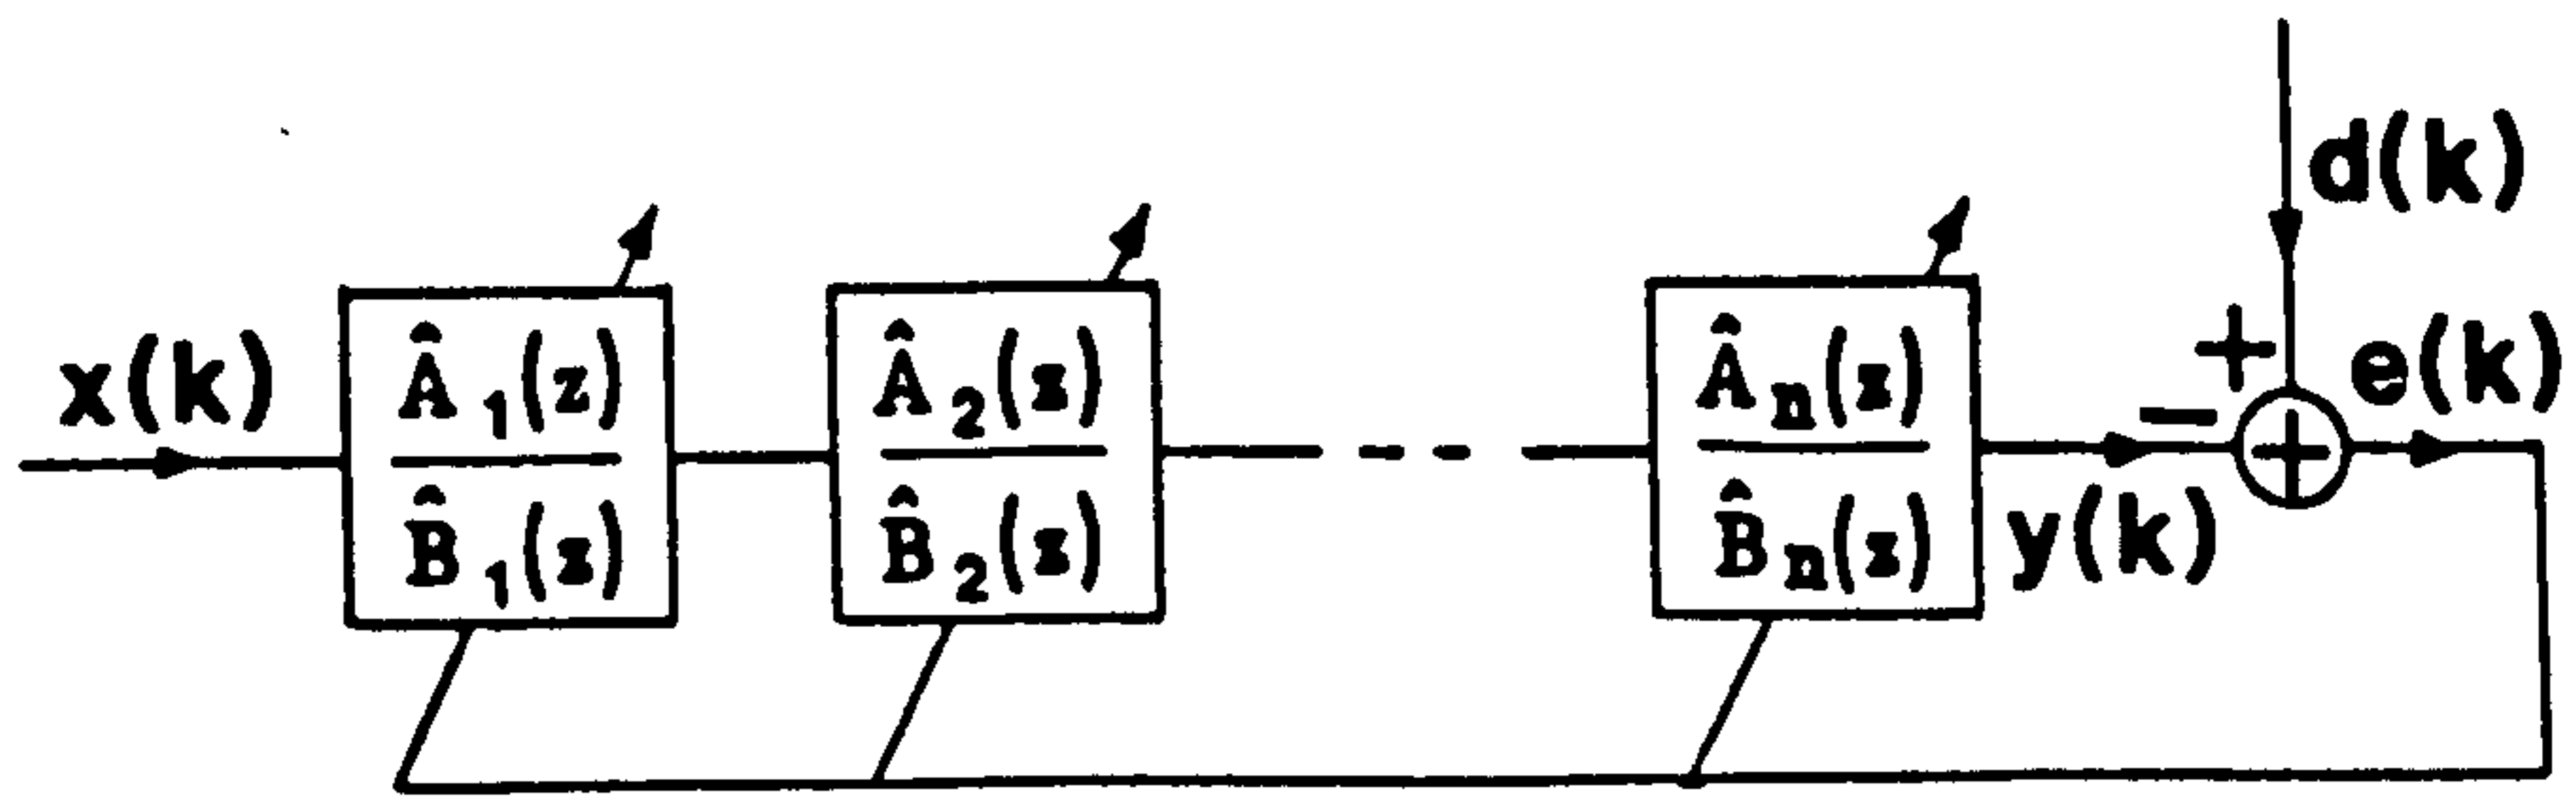 d(k)
x(k) Â₁(z) Â₂(z) Âₙ(z) + e(k)
− +
B̂₁(z) B̂₂(z) B̂ₙ(z) y(k)